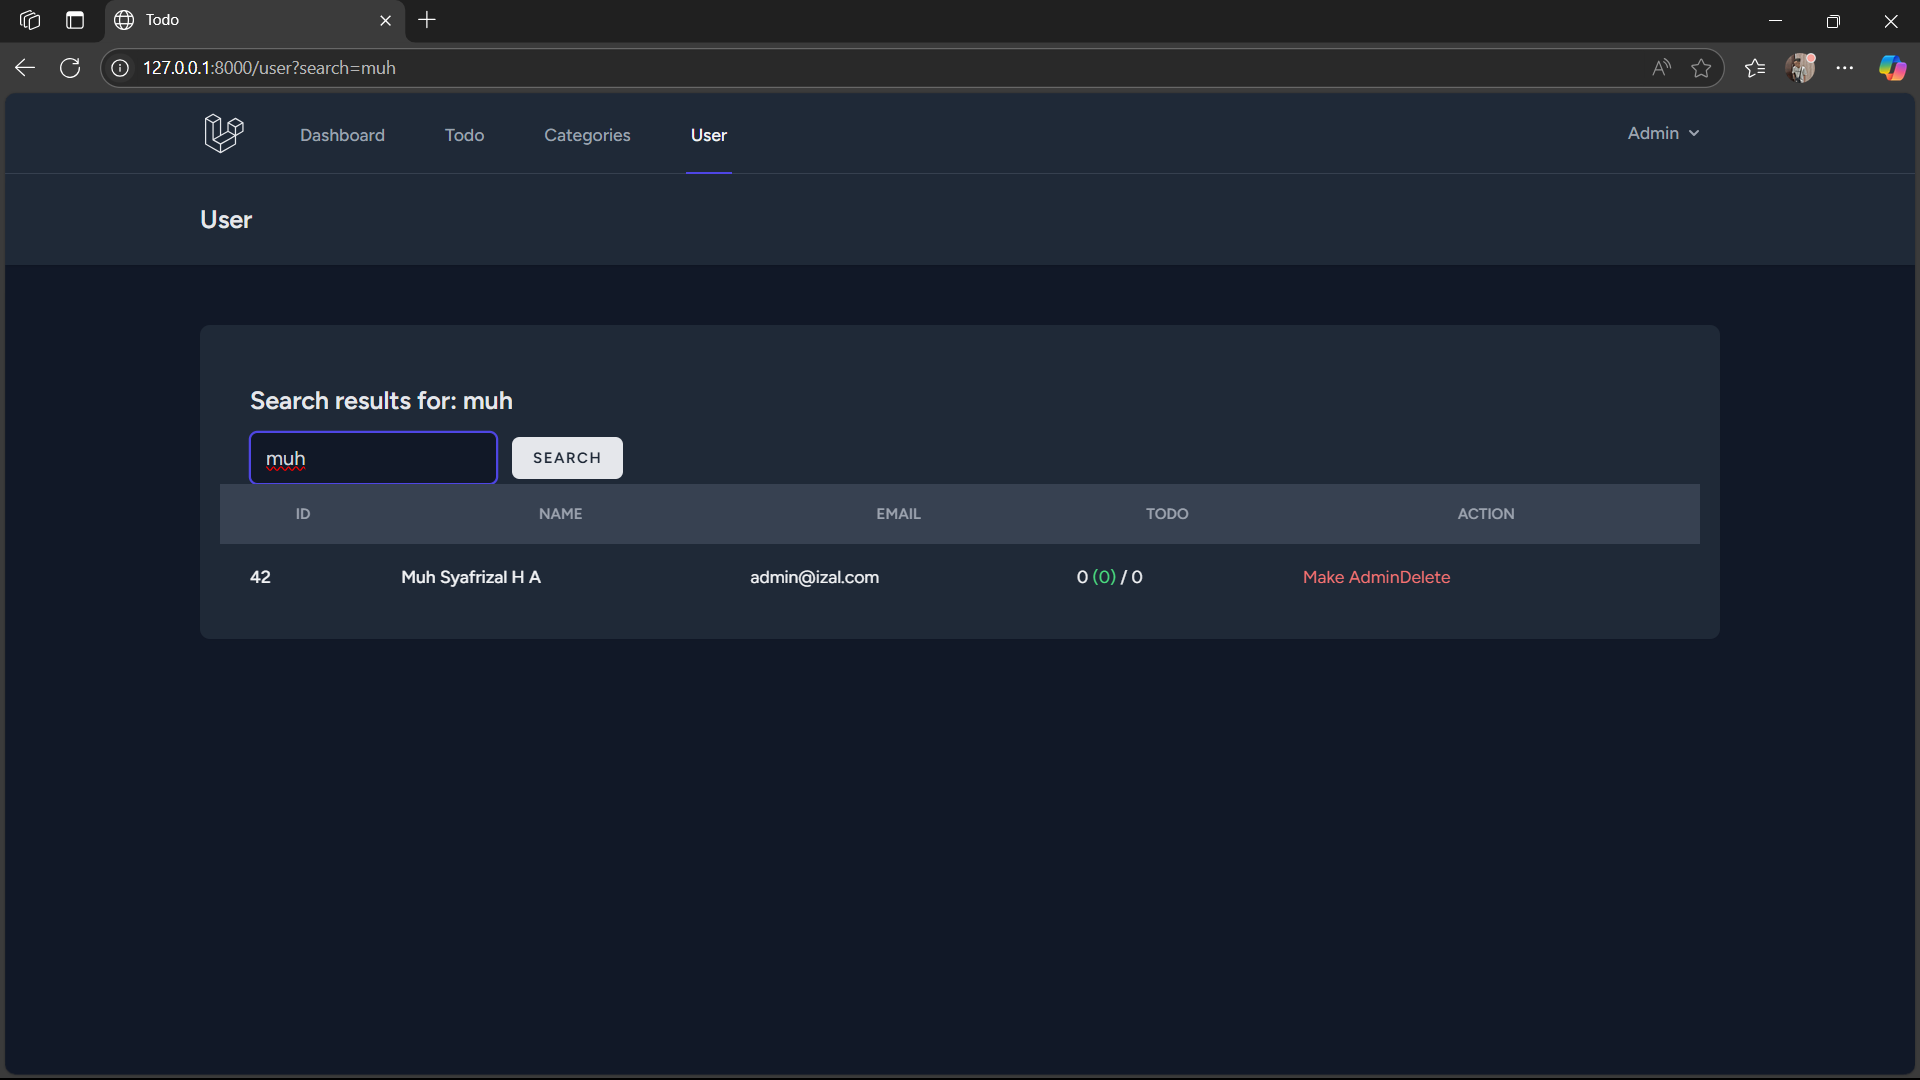 Todo
127.0.0.1:8000/user?search=muh
Dashboard Todo Categories User Admin
User
Search results for: muh
muh SEARCH
ID NAME EMAIL TODO ACTION
42 Muh Syafrizal H A admin@izal.com 0 (0) / 0 Make AdminDelete